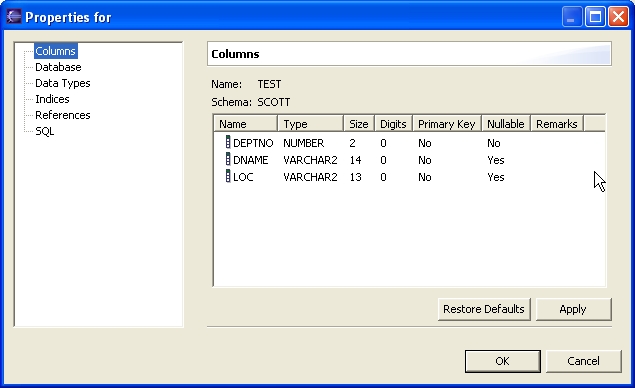 Properties for
Columns
Database
Data Types
Indices
References
SQL
Columns
Name: TEST
Schema: SCOTT
Name Type Size Digits Primary Key Nullable Remarks
DEPTNO NUMBER 2 0 No No
DNAME VARCHAR2 14 0 No Yes
LOC VARCHAR2 13 0 No Yes
Restore Defaults Apply
OK Cancel